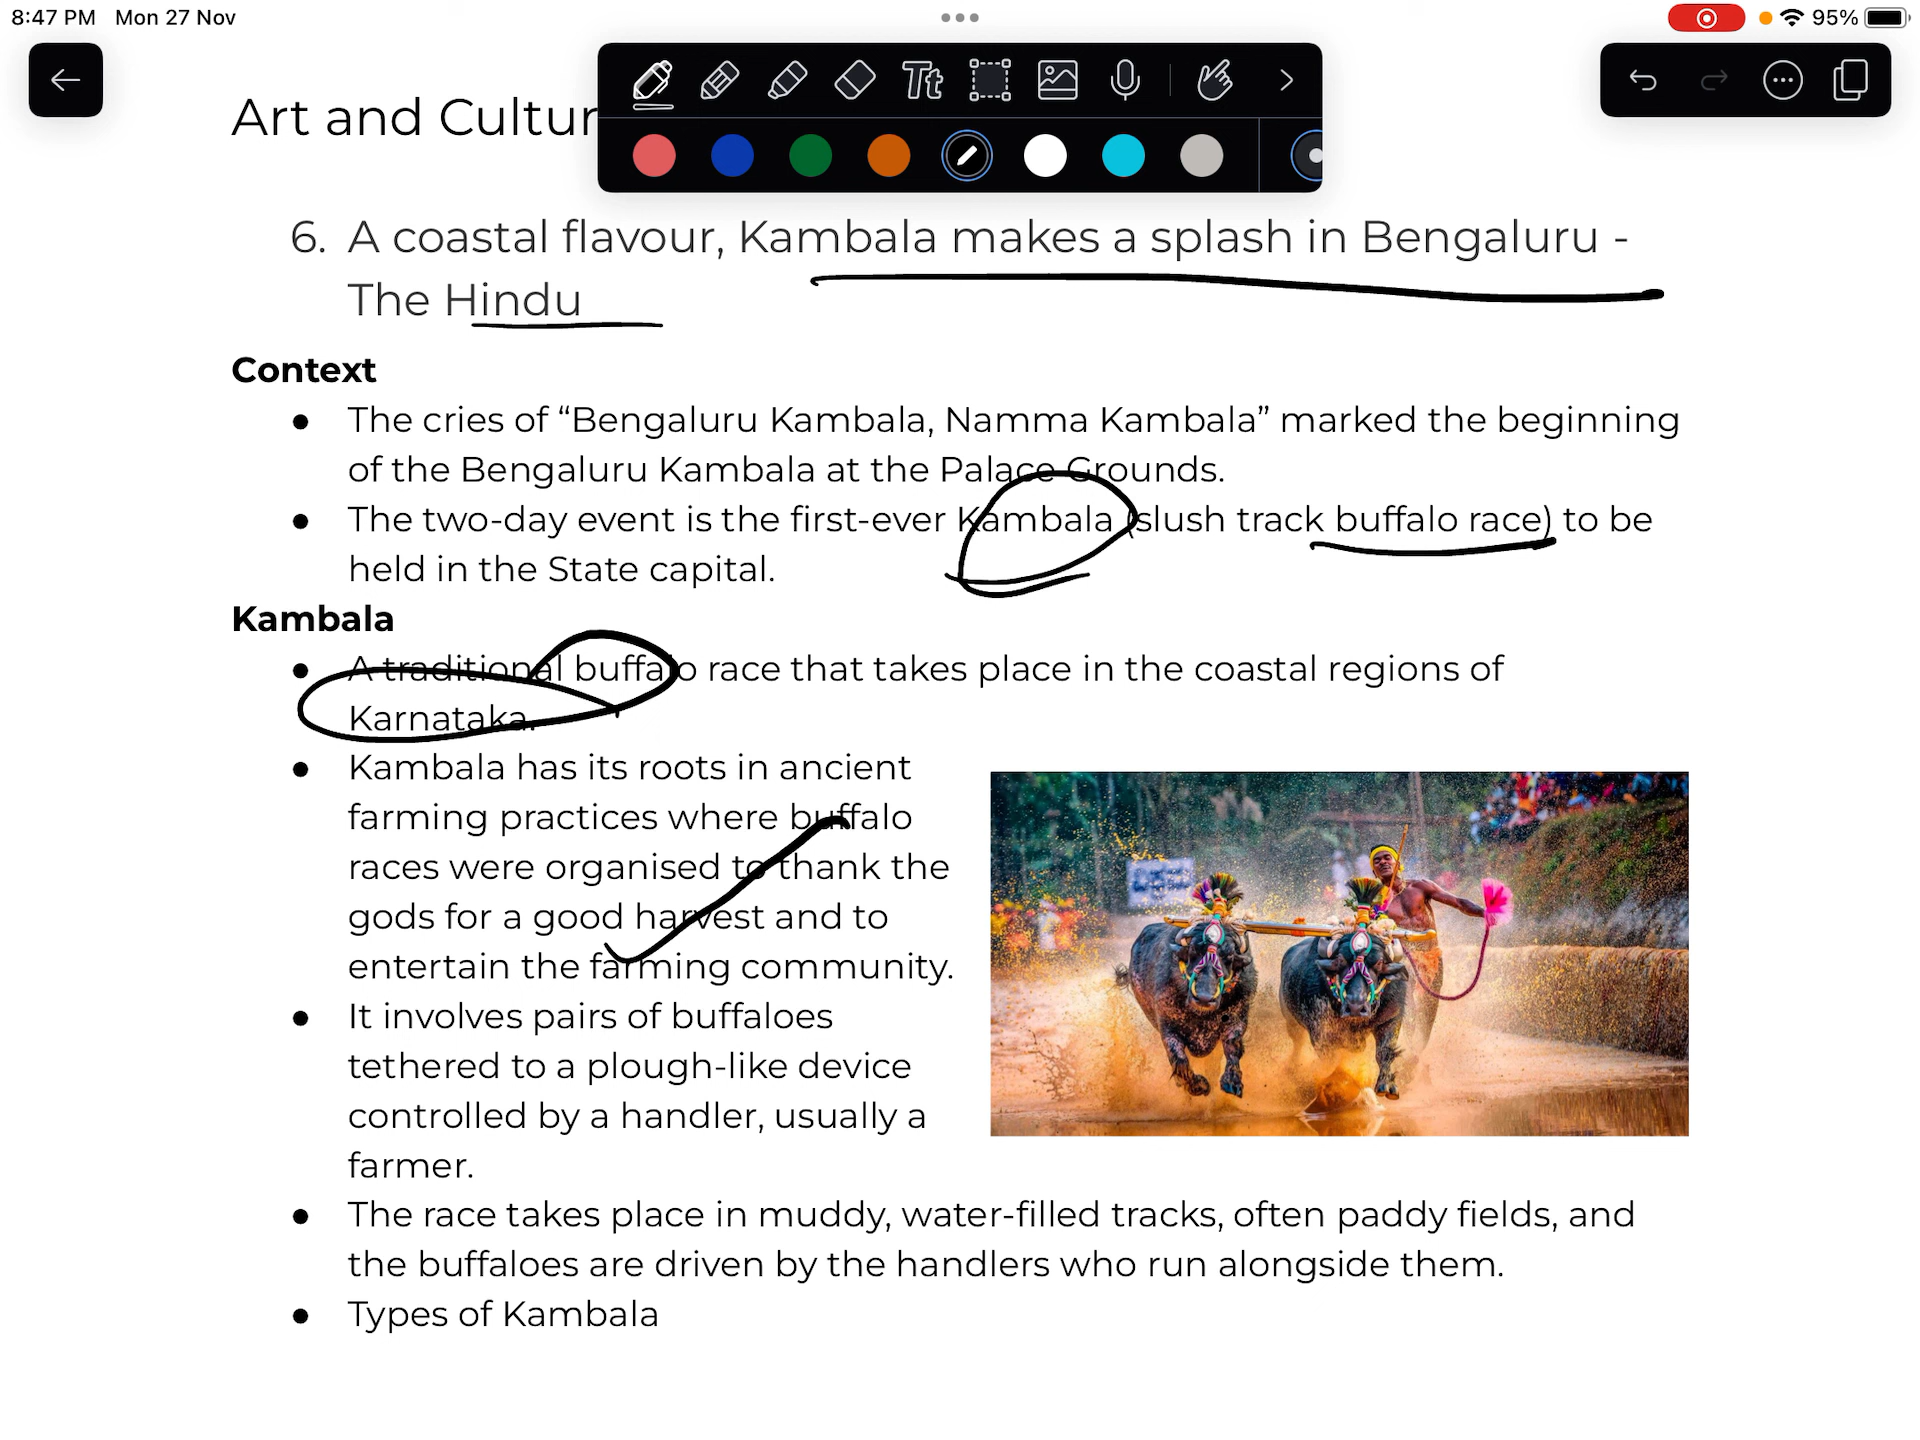 8:47 PM Mon 27 Nov
95%
Tt
Art and Cultur
6. A coastal flavour, Kambala makes a splash in Bengaluru -
The Hindu
Context
● The cries of “Bengaluru Kambala, Namma Kambala” marked the beginning
of the Bengaluru Kambala at the Palace Grounds.
● The two-day event is the first-ever Kambala (slush track buffalo race) to be
held in the State capital.
Kambala
● A traditional buffalo race that takes place in the coastal regions of
Karnataka.
● Kambala has its roots in ancient
farming practices where buffalo
races were organised to thank the
gods for a good harvest and to
entertain the farming community.
● It involves pairs of buffaloes
tethered to a plough-like device
controlled by a handler, usually a
farmer.
● The race takes place in muddy, water-filled tracks, often paddy fields, and
the buffaloes are driven by the handlers who run alongside them.
● Types of Kambala